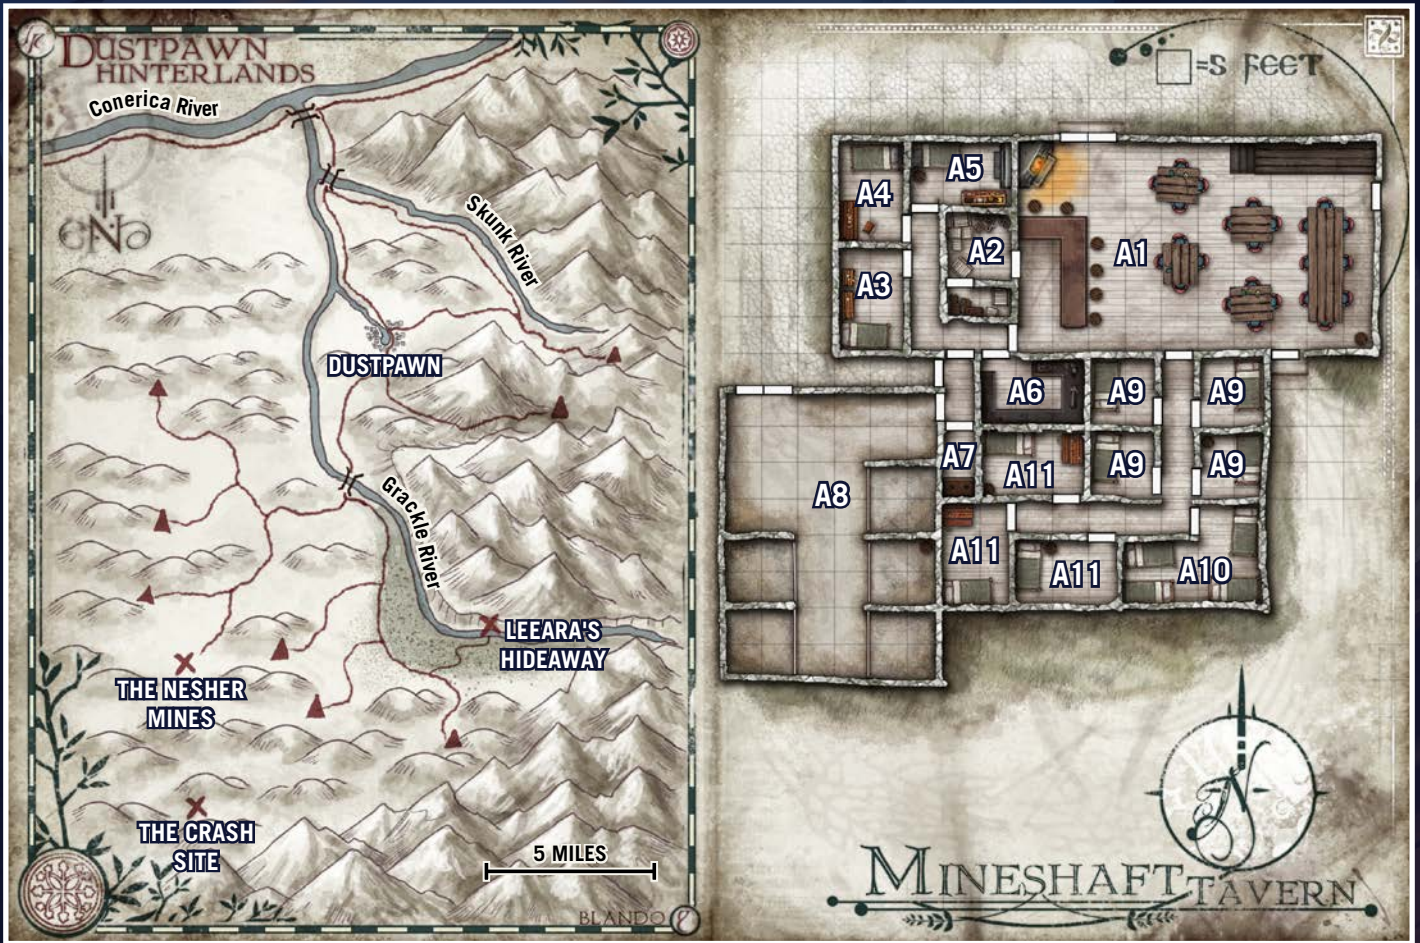 DUSTPAWN
HINTERLANDS
Conerica River
N
Skunk River
DUSTPAWN
Grackle River
LEEARA'S
HIDEAWAY
THE NESHER
MINES
THE CRASH
SITE
5 MILES
BLANDO
=5 FEET
A4
A5
A2
A1
A3
A6
A9
A9
A7
A11
A9
A9
A8
A11
A11
A10
N
MINESHAFT TAVERN